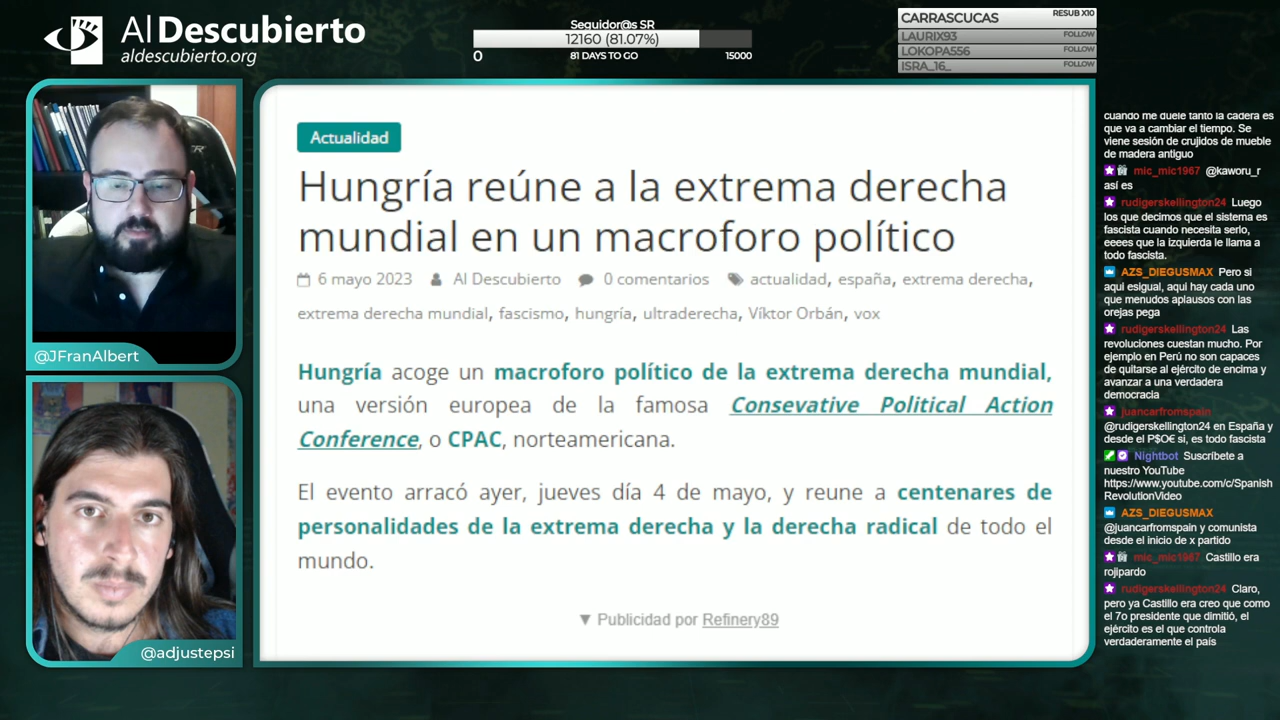 Al Descubierto
aldescubierto.org
Seguidor@s SR
12160 (81.07%)
0
81 DAYS TO GO
15000
CARRASCUCAS
RESUB X10
LAURIX93
FOLLOW
LOKOPA556
FOLLOW
ISRA_16_
FOLLOW
@JFranAlbert
@adjustepsi
Actualidad
Hungría reúne a la extrema derecha
mundial en un macroforo político
6 mayo 2023
Al Descubierto
0 comentarios
actualidad, españa, extrema derecha,
extrema derecha mundial, fascismo, hungría, ultraderecha, Víktor Orbán, vox
Hungría acoge un macroforo político de la extrema derecha mundial,
una versión europea de la famosa Consevative Political Action
Conference, o CPAC, norteamericana.
El evento arracó ayer, jueves día 4 de mayo, y reune a centenares de
personalidades de la extrema derecha y la derecha radical de todo el
mundo.
▼ Publicidad por Refinery89
cuando me duele tanto la cadera es
que va a cambiar el tiempo. Se
viene sesión de crujidos de mueble
de madera antiguo
mic_mic1967 @kaworu_r
así es
rudigerskellington24 Luego
los que decimos que el sistema es
fascista cuando necesita serlo,
eeees que la izquierda le llama a
todo fascista.
AZS_DIEGUSMAX Pero si
aqui esigual, aqui hay cada uno
que menudos aplausos con las
orejas pega
rudigerskellington24 Las
revoluciones cuestan mucho. Por
ejemplo en Perú no son capaces
de quitarse al ejército de encima y
avanzar a una verdadera
democracia
juancarfromspain
@rudigerskellington24 en España y
desde el P$O€ si, es todo fascista
Nightbot Suscríbete a
nuestro YouTube
https://www.youtube.com/c/Spanish
RevolutionVideo
AZS_DIEGUSMAX
@juancarfromspain y comunista
desde el inicio de x partido
mic_mic1967 Castillo era
rojipardo
rudigerskellington24 Claro,
pero ya Castillo era creo que como
el 7o presidente que dimitió, el
ejército es el que controla
verdaderamente el país